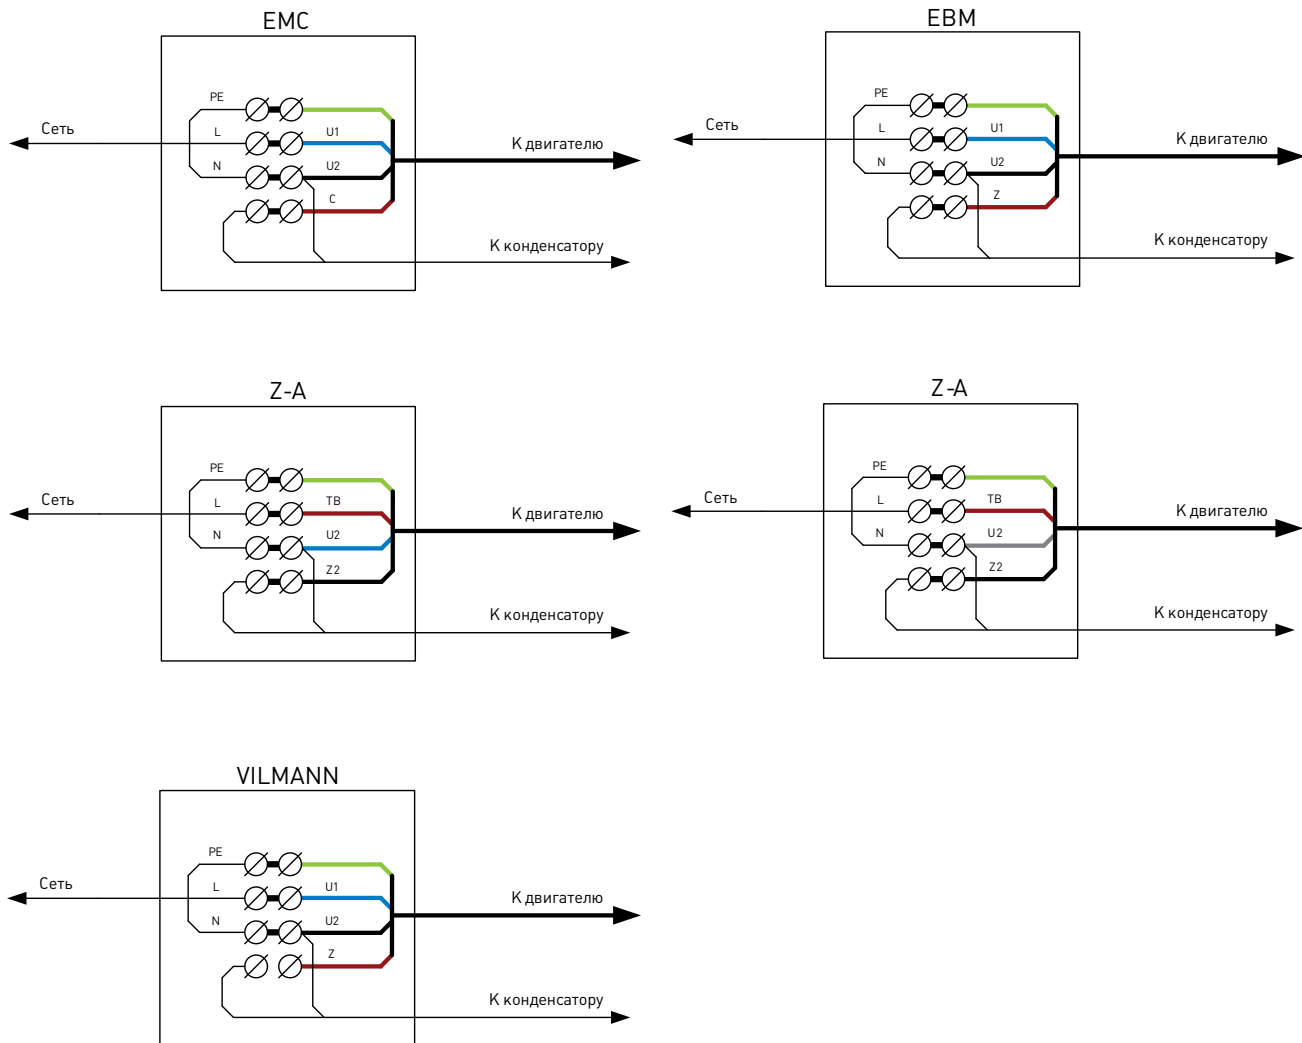 EMC
PE
Сеть
L
U1
К двигателю
N
U2
C
К конденсатору
EBM
PE
Сеть
L
U1
К двигателю
N
U2
Z
К конденсатору
Z-A
PE
Сеть
L
TB
К двигателю
N
U2
Z2
К конденсатору
Z-A
PE
Сеть
L
TB
К двигателю
N
U2
Z2
К конденсатору
VILMANN
PE
Сеть
L
U1
К двигателю
N
U2
Z
К конденсатору